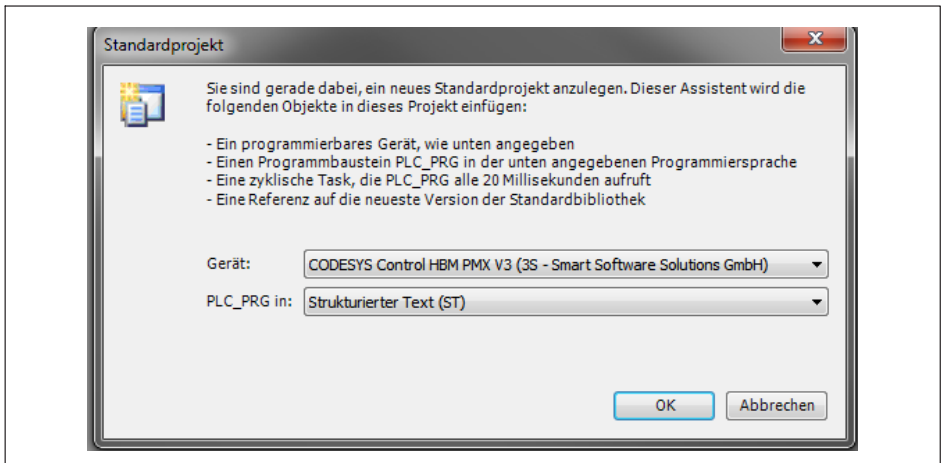 Standardprojekt
Sie sind gerade dabei, ein neues Standardprojekt anzulegen. Dieser Assistent wird die
folgenden Objekte in dieses Projekt einfügen:
- Ein programmierbares Gerät, wie unten angegeben
- Einen Programmbaustein PLC_PRG in der unten angegebenen Programmiersprache
- Eine zyklische Task, die PLC_PRG alle 20 Millisekunden aufruft
- Eine Referenz auf die neueste Version der Standardbibliothek
Gerät: CODESYS Control HBM PMX V3 (3S - Smart Software Solutions GmbH)
PLC_PRG in: Strukturierter Text (ST)
OK Abbrechen